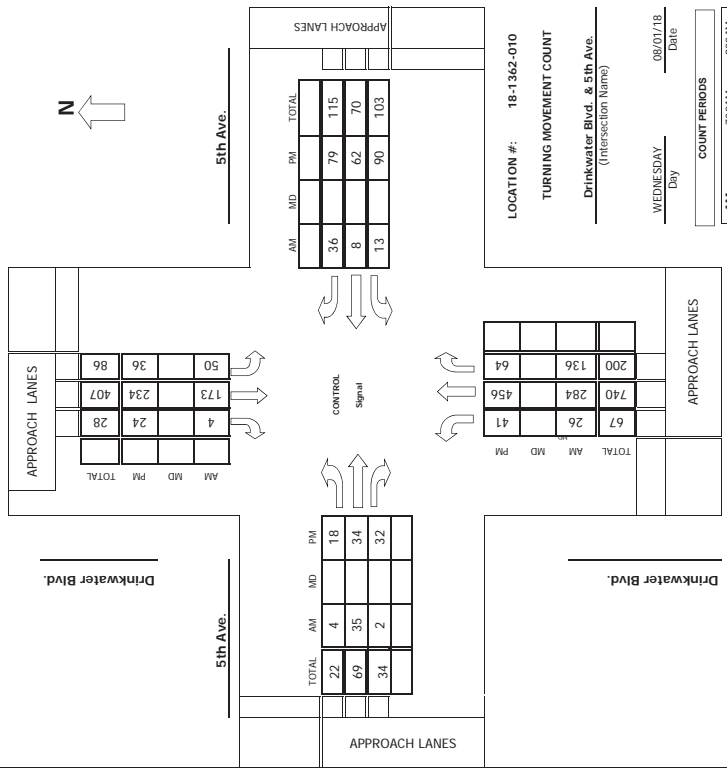 APPROACH LANES
N
5th Ave.
APPROACH LANES
TOTAL 28 407 86
PM 24 234 36
MD
AM 4 173 50
AM MD PM TOTAL
36 79 115
8 62 70
13 90 103
CONTROL
Signal
Drinkwater Blvd.
5th Ave.
TOTAL AM MD PM
22 4 18
69 35 34
34 2 32
APPROACH LANES
PM 41 456 64
MD
MD
AM 26 284 136
TOTAL 67 740 200
APPROACH LANES
Drinkwater Blvd.
LOCATION #: 18-1362-010
TURNING MOVEMENT COUNT
Drinkwater Blvd. & 5th Ave.
(Intersection Name)
WEDNESDAY 08/01/18
Day Date
COUNT PERIODS